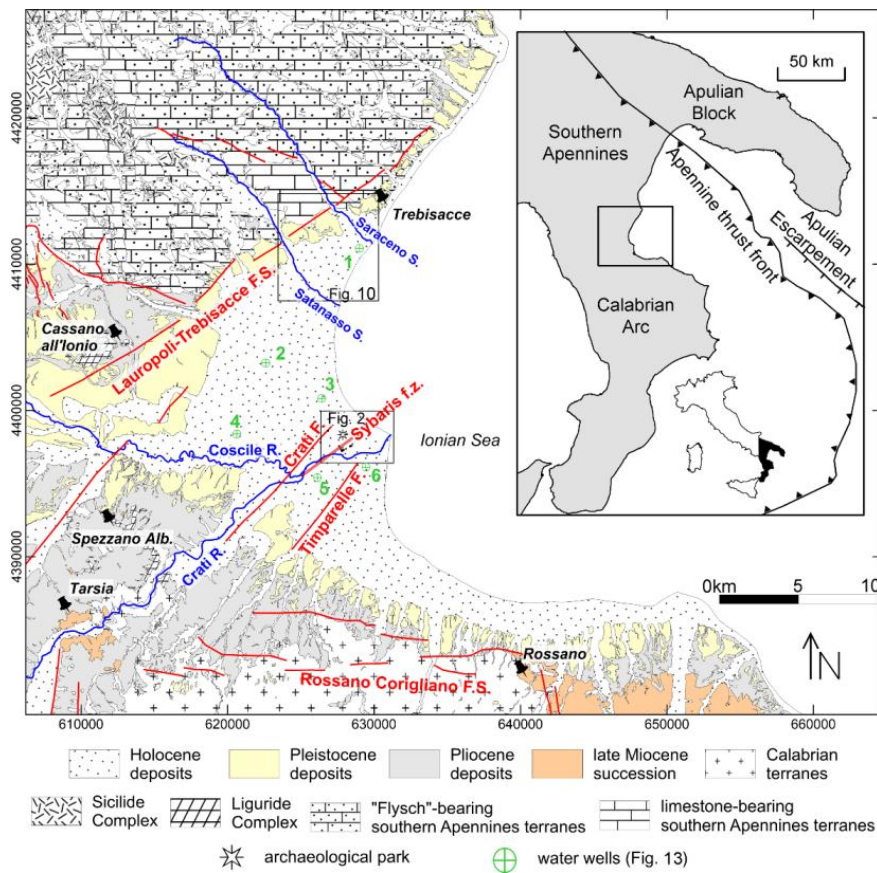 50 km
Apulian
Block
Southern
Apennines
Apennine thrust front
Apulian
Escarpement
Calabrian
Arc
4420000
4410000
4400000
4390000
Trebisacce
Saraceno S.
1
Fig. 10
Satanasso S.
Lauropoli-Trebisacce F.S.
Cassano
all'Ionio
2
3
4
Fig. 2
Sybaris f.z.
Crati F.
Coscile R.
Ionian Sea
5
6
Timparelle F.
Spezzano Alb.
Crati R.
Tarsia
0km 5 10
N
Rossano
Rossano Corigliano F.S.
610000 620000 630000 640000 650000 660000
Holocene
deposits
Pleistocene
deposits
Pliocene
deposits
late Miocene
succession
Calabrian
terranes
Sicilide
Complex
Liguride
Complex
"Flysch"-bearing
southern Apennines terranes
limestone-bearing
southern Apennines terranes
archaeological park
water wells (Fig. 13)